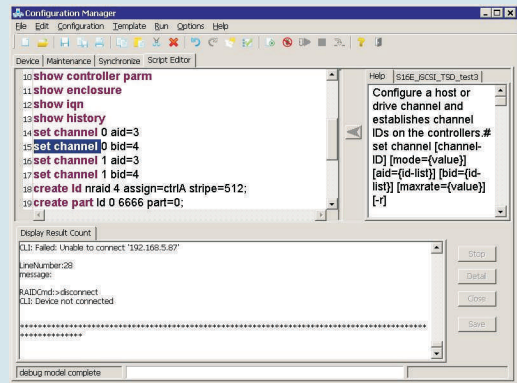 Configuration Manager
File Edit Configuration Template Run Options Help
Device Maintenance Synchronize Script Editor
10 show controller parm
11 show enclosure
12 show iqn
13 show history
14 set channel 0 aid=3
15 set channel 0 bid=4
16 set channel 1 aid=3
17 set channel 1 bid=4
18 create ld nraid 4 assign=ctrlA stripe=512;
19 create part ld 0 6666 part=0;
Help S16E_iSCSI_TSD_test3
Configure a host or
drive channel and
establishes channel
IDs on the controllers.#
set channel [channel-
ID] [mode={value}]
[aid={id-list}] [bid={id-
list}] [maxrate={value}]
[-r]
Display Result Count
CLI: Failed: Unable to connect '192.168.5.87'
LineNumber:28
message:
RAIDCmd:>disconnect
CLI: Device not connected
Stop
Detail
Close
Save
debug model complete